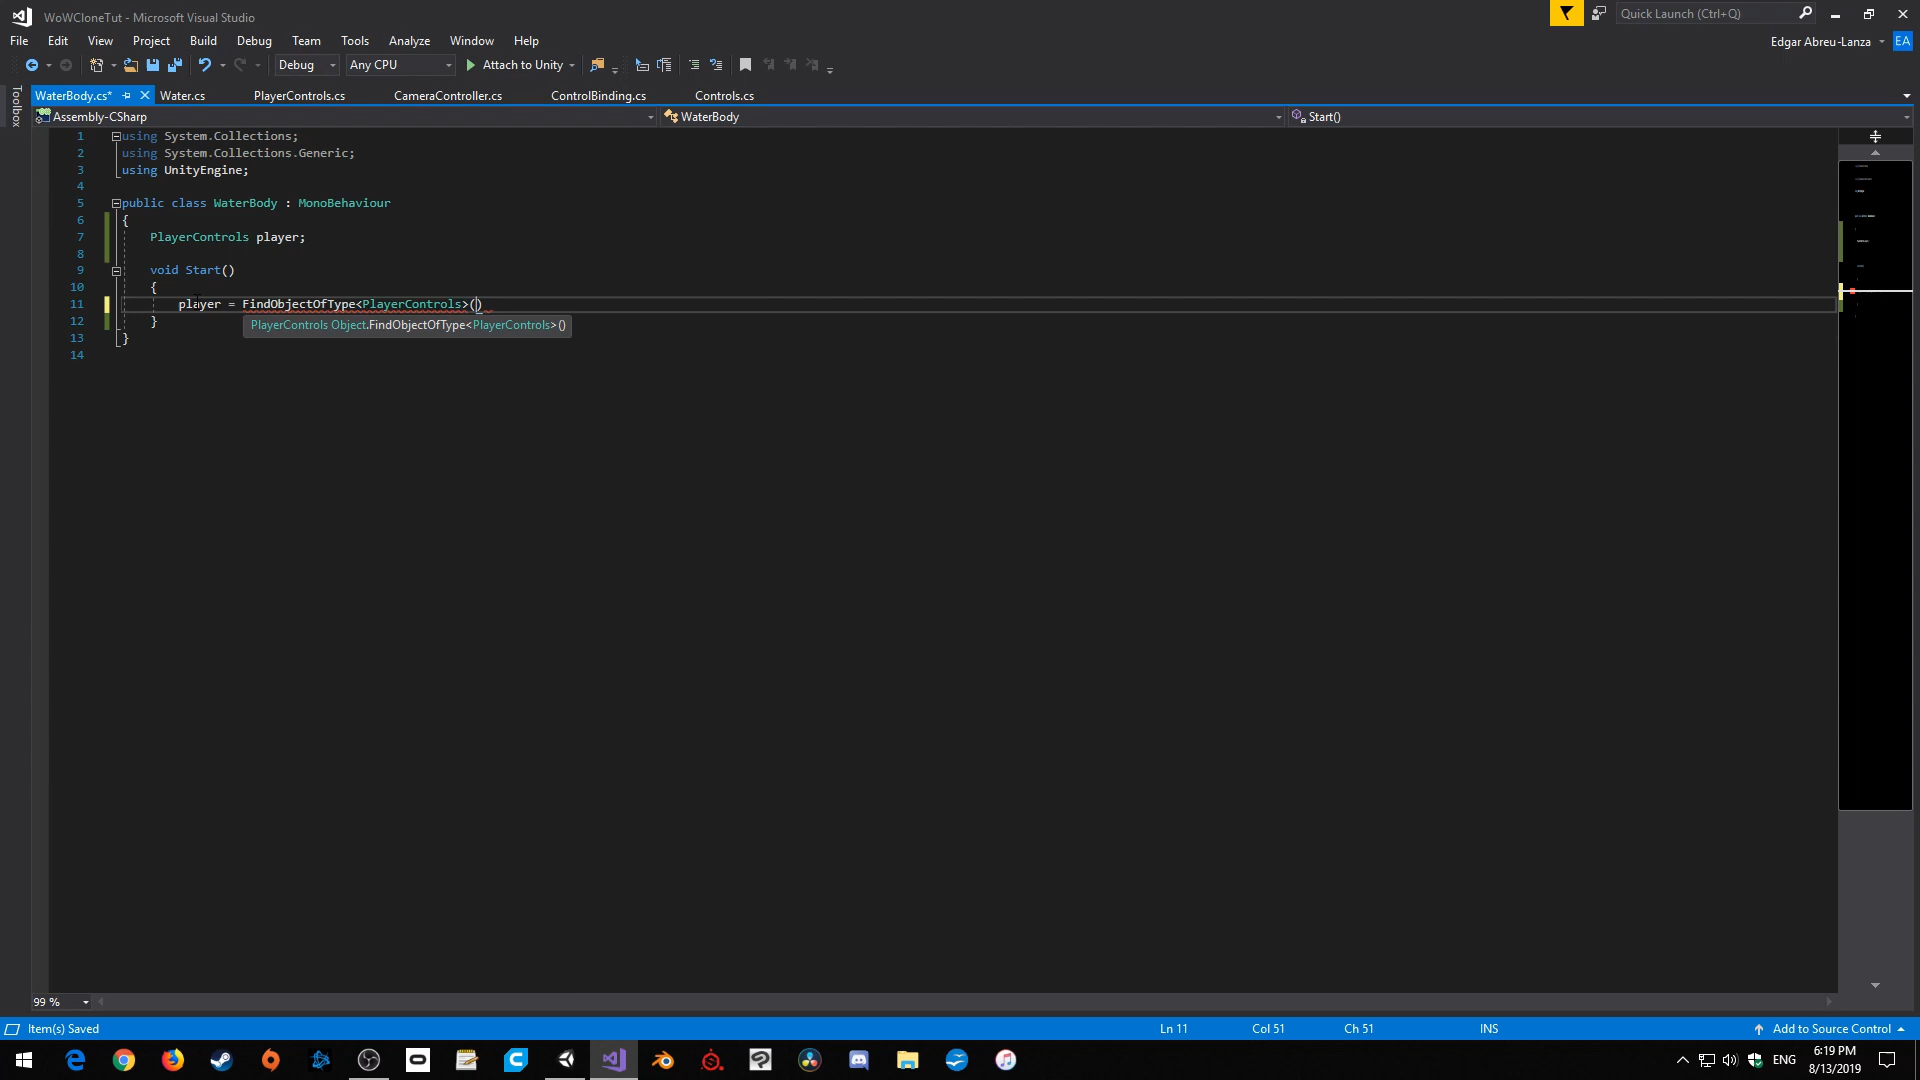 WoWCloneTut - Microsoft Visual Studio
Quick Launch (Ctrl+Q)
File Edit View Project Build Debug Team Tools Analyze Window Help
Edgar Abreu-Lanza EA
Debug Any CPU Attach to Unity
Toolbox
WaterBody.cs* Water.cs PlayerControls.cs CameraController.cs ControlBinding.cs Controls.cs
Assembly-CSharp WaterBody Start()
1 using System.Collections;
2 using System.Collections.Generic;
3 using UnityEngine;
4
5 public class WaterBody : MonoBehaviour
6 {
7 PlayerControls player;
8
9 void Start()
10 {
11 player = FindObjectOfType<PlayerControls>()
12 }
PlayerControls Object.FindObjectOfType<PlayerControls>()
13 }
14
99 %
Item(s) Saved Ln 11 Col 51 Ch 51 INS Add to Source Control
ENG 6:19 PM
8/13/2019